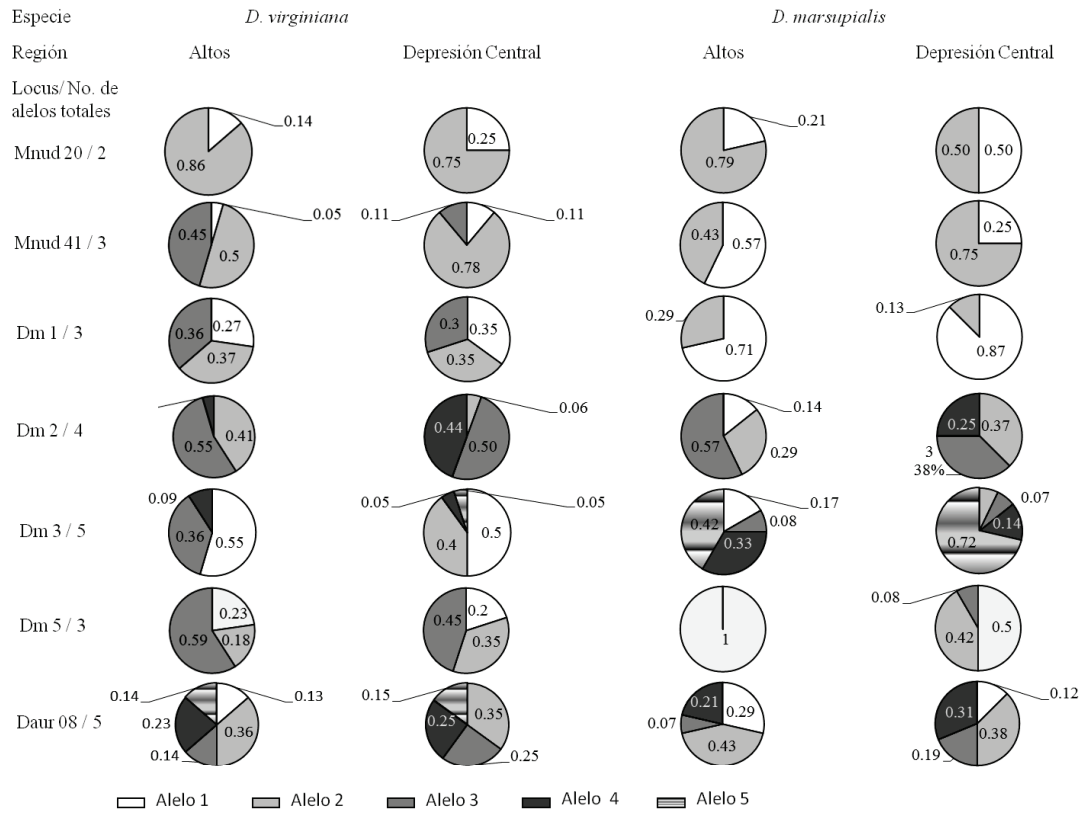 Especie D. virginiana D. marsupialis
Región Altos Depresión Central Altos Depresión Central
Locus/ No. de
alelos totales
Mnud 20 / 2 0.14 0.86 0.25 0.75 0.21 0.79 0.50 0.50
Mnud 41 / 3 0.05 0.45 0.5 0.11 0.11 0.78 0.43 0.57 0.25 0.75
Dm 1 / 3 0.36 0.27 0.37 0.3 0.35 0.35 0.29 0.71 0.13 0.87
Dm 2 / 4 0.55 0.41 0.44 0.06 0.50 0.14 0.57 0.29 0.25 0.37 3
38%
Dm 3 / 5 0.09 0.36 0.55 0.05 0.05 0.4 0.5 0.17 0.42 0.08 0.33 0.07 0.14 0.72
Dm 5 / 3 0.23 0.59 0.18 0.45 0.2 0.35 1 0.08 0.42 0.5
Daur 08 / 5 0.14 0.13 0.23 0.36 0.14 0.15 0.35 0.25 0.25 0.21 0.29 0.07 0.43 0.12 0.31 0.38 0.19
Alelo 1 Alelo 2 Alelo 3 Alelo 4 Alelo 5